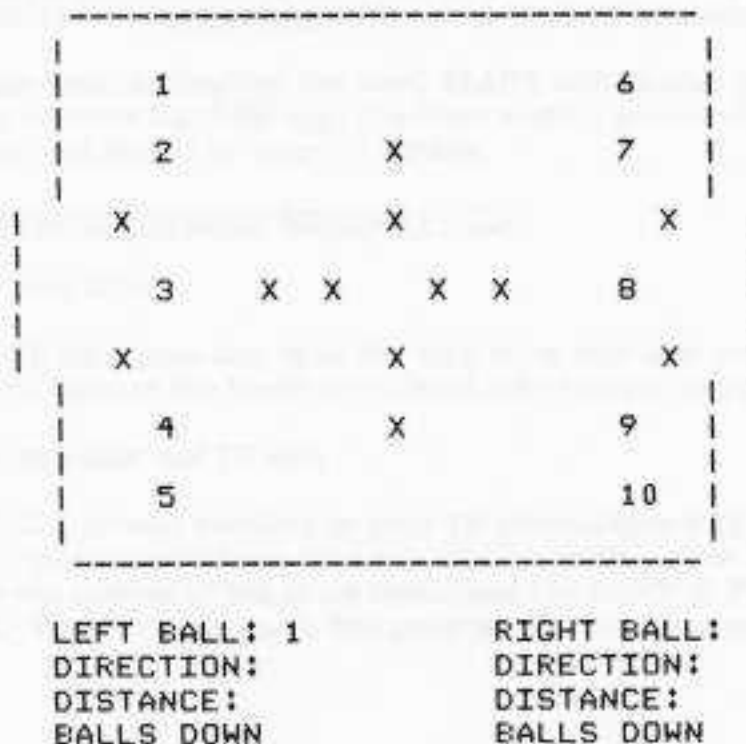 1 6
2 X 7
X X X
3 X X X X 8
X X X
4 X 9
5 10
LEFT BALL: 1 RIGHT BALL:
DIRECTION: DIRECTION:
DISTANCE: DISTANCE:
BALLS DOWN BALLS DOWN